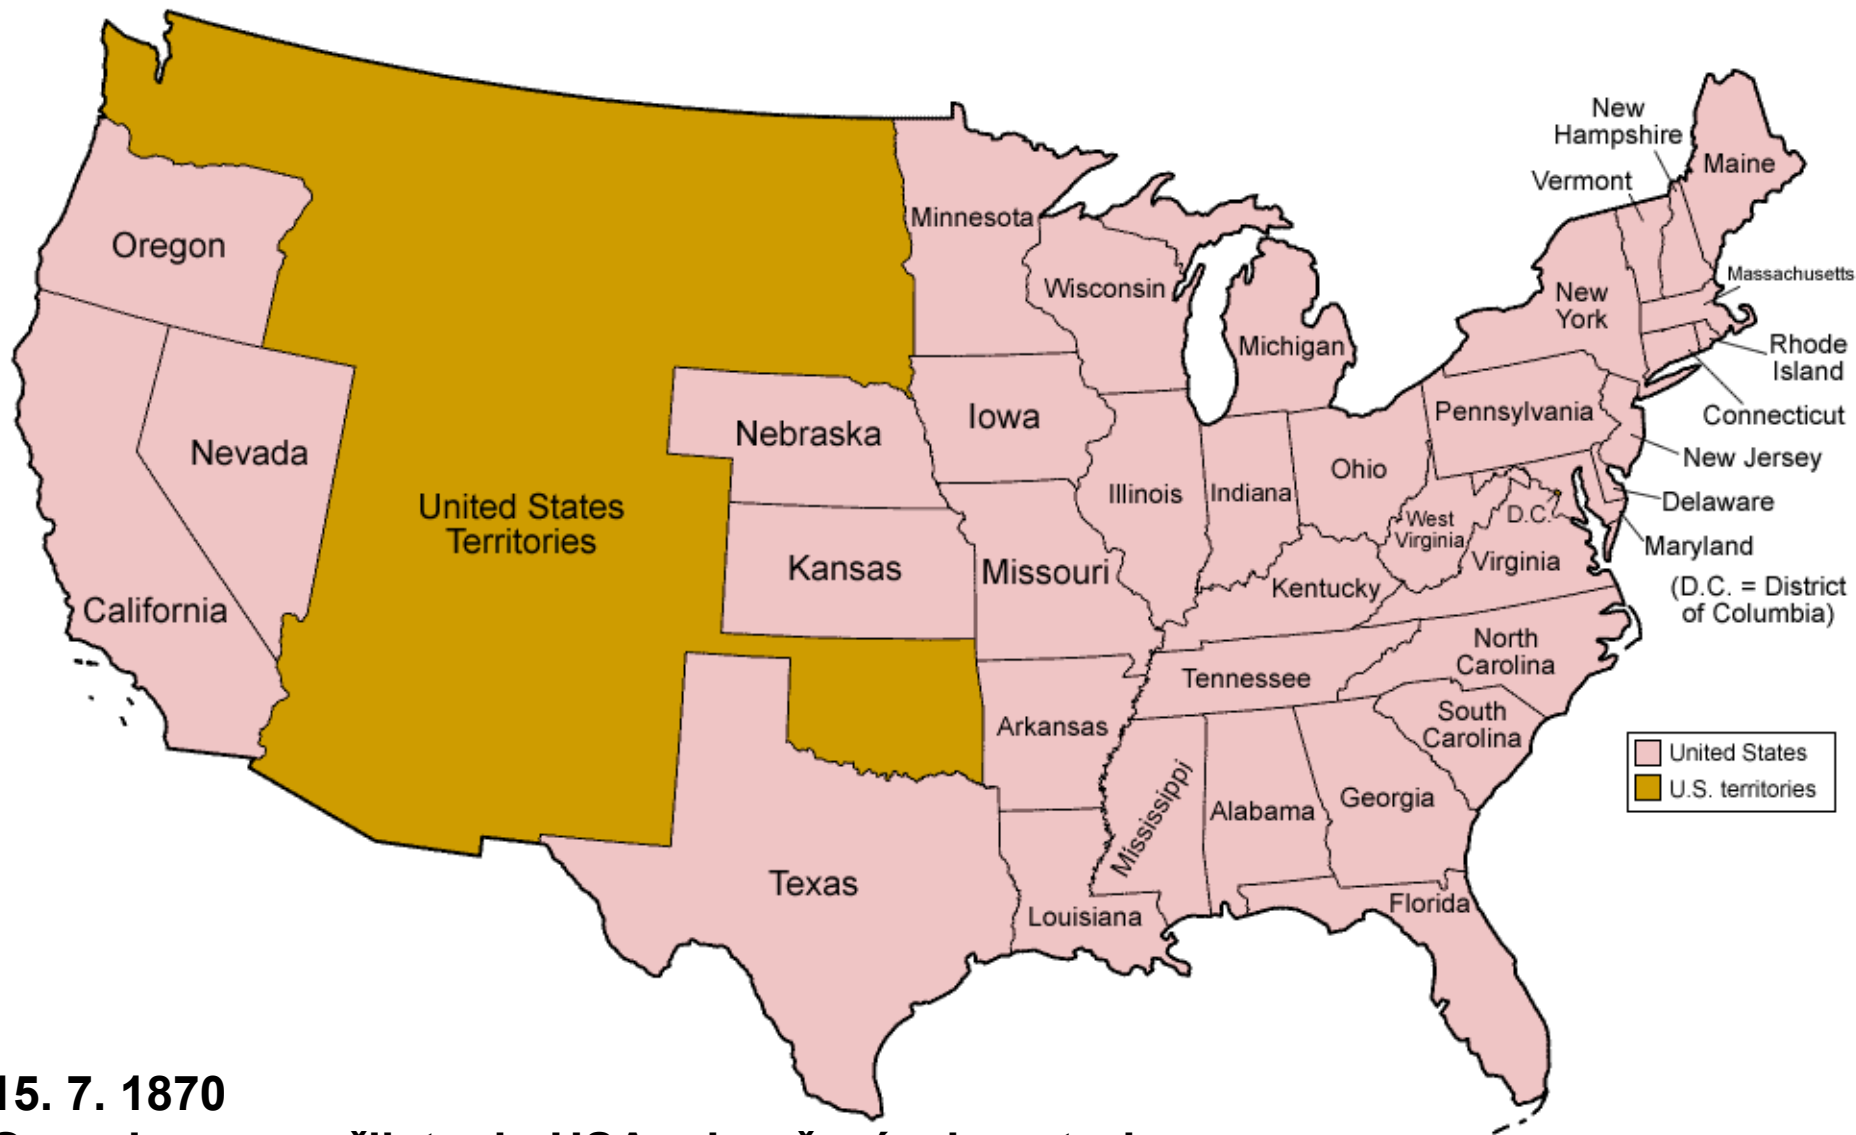 New
Hampshire
Maine
Vermont
Minnesota
Oregon
Massachusetts
Wisconsin
New
York
Michigan
Rhode
Island
Connecticut
Pennsylvania
Iowa
Nebraska
Nevada
New Jersey
Ohio
Illinois
Indiana
United States
Territories
Delaware
D.C.
West
Virginia
Maryland
Virginia
Kansas
Missouri
Kentucky
(D.C. = District
of Columbia)
California
North
Carolina
Tennessee
South
Carolina
Arkansas
United States
U.S. territories
Mississippi
Alabama
Georgia
Texas
Louisiana
Florida
15. 7. 1870
USA